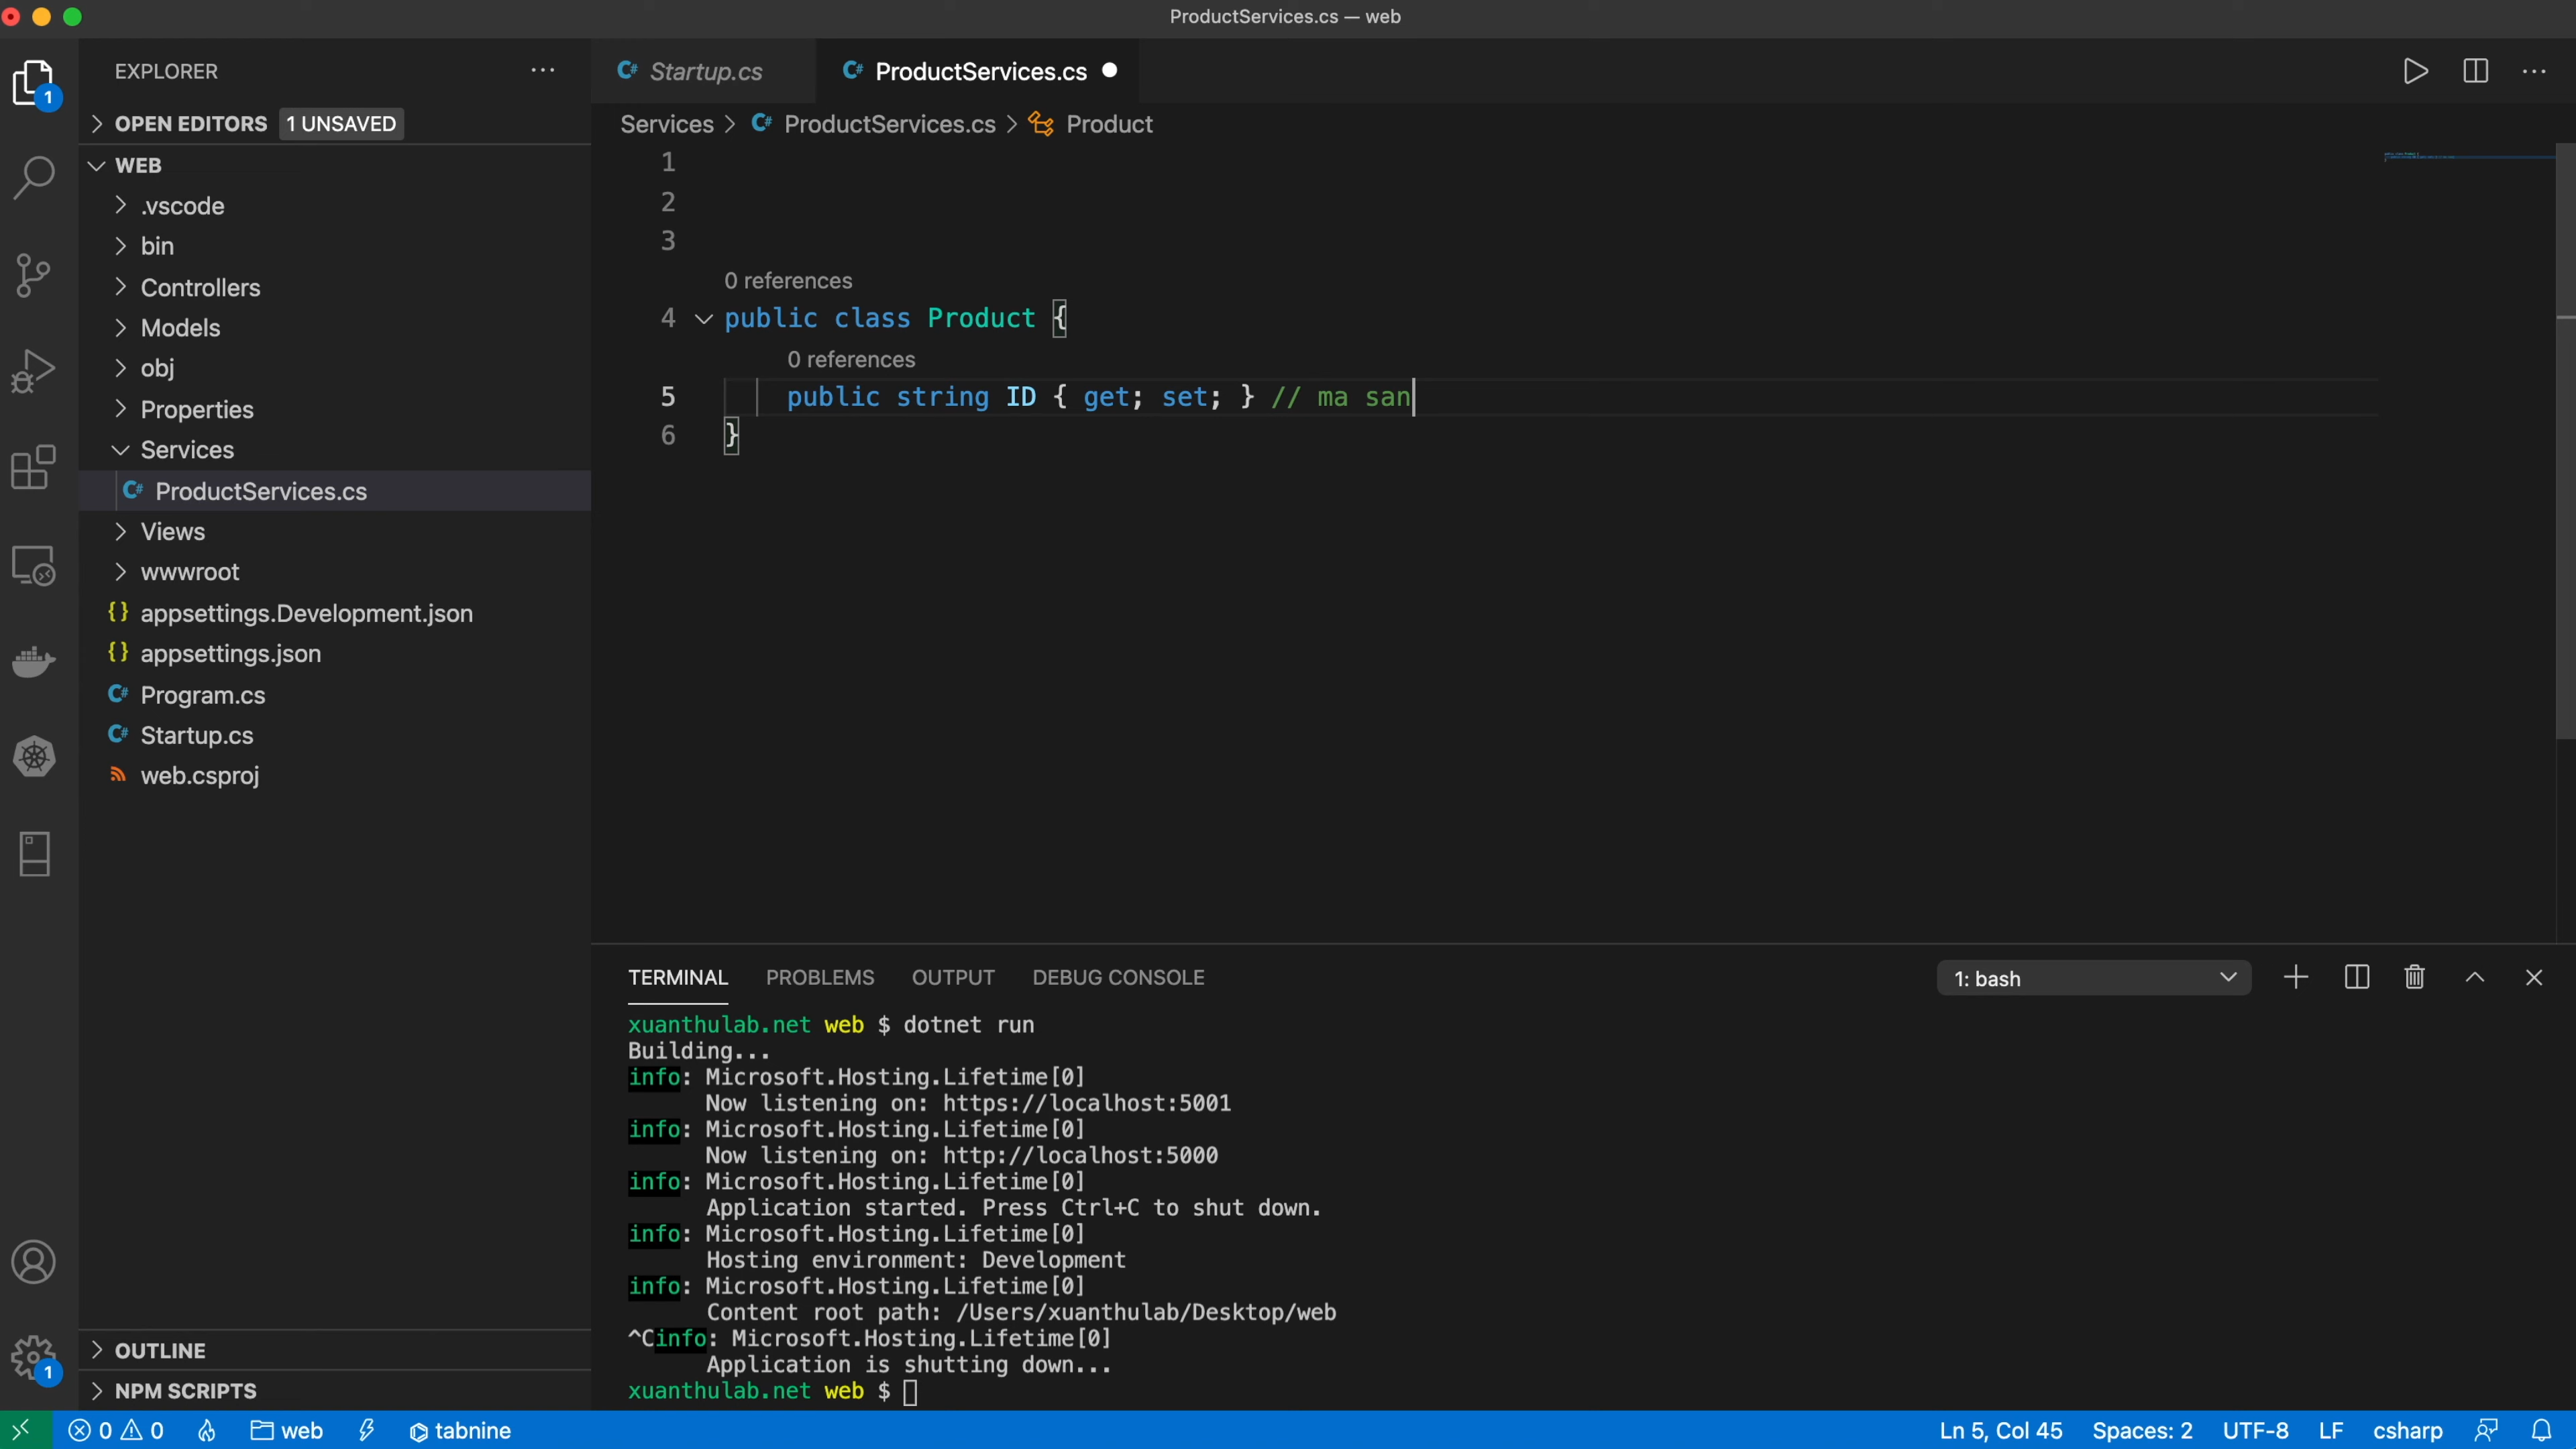 ProductServices.cs — web
EXPLORER
OPEN EDITORS 1 UNSAVED
WEB
.vscode
bin
Controllers
Models
obj
Properties
Services
C# ProductServices.cs
Views
wwwroot
{} appsettings.Development.json
{} appsettings.json
C# Program.cs
C# Startup.cs
web.csproj
OUTLINE
NPM SCRIPTS
1
1
C# Startup.cs
C# ProductServices.cs
Services > C# ProductServices.cs > Product
1
2
3
0 references
4 public class Product {
0 references
5 public string ID { get; set; } // ma san
6 }
TERMINAL PROBLEMS OUTPUT DEBUG CONSOLE 1: bash
xuanthulab.net web $ dotnet run
Building...
info: Microsoft.Hosting.Lifetime[0]
Now listening on: https://localhost:5001
info: Microsoft.Hosting.Lifetime[0]
Now listening on: http://localhost:5000
info: Microsoft.Hosting.Lifetime[0]
Application started. Press Ctrl+C to shut down.
info: Microsoft.Hosting.Lifetime[0]
Hosting environment: Development
info: Microsoft.Hosting.Lifetime[0]
Content root path: /Users/xuanthulab/Desktop/web
^Cinfo: Microsoft.Hosting.Lifetime[0]
Application is shutting down...
xuanthulab.net web $
0 0 web tabnine Ln 5, Col 45 Spaces: 2 UTF-8 LF csharp